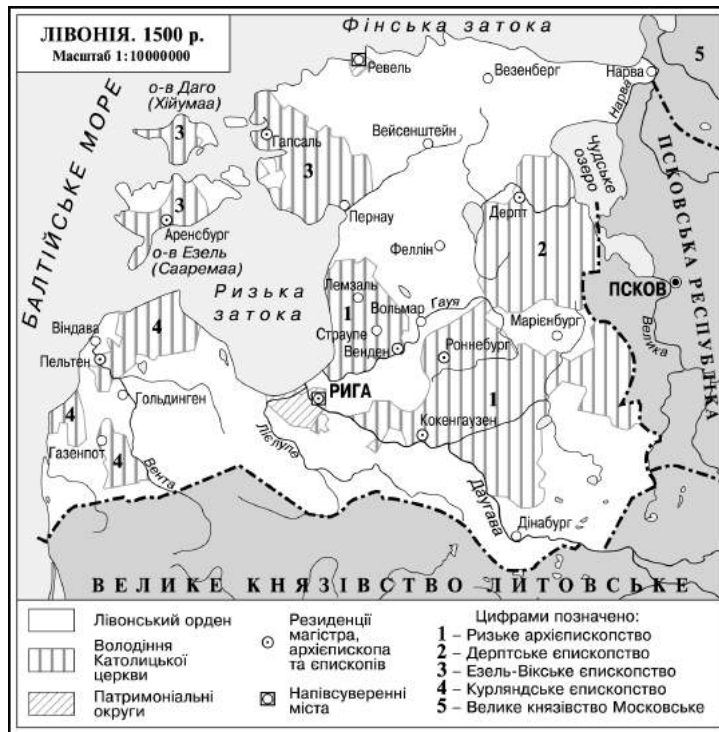 ЛІВОНІЯ. 1500 р.
Масштаб 1:10000000
Фінська затока
5
Ревель
Везенберг
Нарва
Нарва
о-в Даго
(Хійумаа)
БАЛТІЙСЬКЕ МОРЕ
3
Гапсаль
3
Вейсенштейн
Чудське
озеро
ПСКОВСЬКА РЕСПУБЛІКА
3
Аренсбург
о-в Езель
(Сааремаа)
Пернау
Дерпт
Феллін
2
ПСКОВ
Велика
Ризька
затока
Лемзаль
1
Вольмар
Ґауя
Страупе
Венден
Марієнбург
Роннебург
4
Віндава
Пельтен
РИГА
1
Гольдинген
Кокенгаузен
4
Газенпот
4
Вента
Лієлупе
Даугава
Дінабург
ВЕЛИКЕ КНЯЗІВСТВО ЛИТОВСЬКЕ
Лівонський орден
Володіння
Католицької
церкви
Патримоніальні
округи
Резиденції
магістра,
архієпископа
та єпископів
Напівсуверенні
міста
Цифрами позначено:
1 – Ризьке архієпископство
2 – Дерптське єпископство
3 – Езель-Вікське єпископство
4 – Курляндське єпископство
5 – Велике князівство Московське